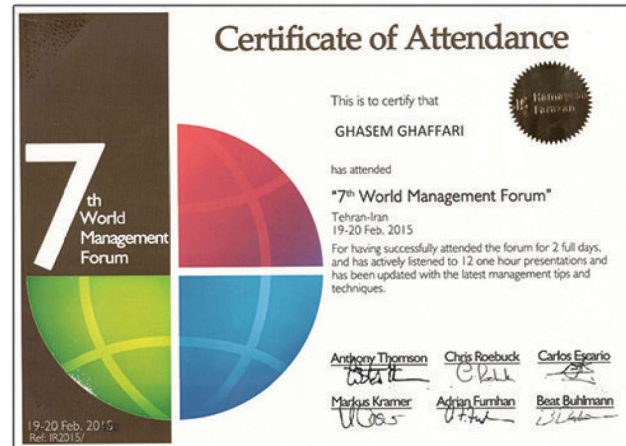 Certificate of Attendance
This is to certify that
GHASEM GHAFFARI
has attended
"7th World Management Forum"
Tehran-Iran
19-20 Feb. 2015
For having successfully attended the forum for 2 full days,
and has actively listened to 12 one hour presentations and
has been updated with the latest management tips and
techniques.
Anthony Thomson Chris Roebuck Carlos Escario
Markus Kramer Adrian Furnhan Beat Buhlmann
7th
World
Management
Forum
19-20 Feb. 2015
Ref: IR2015/